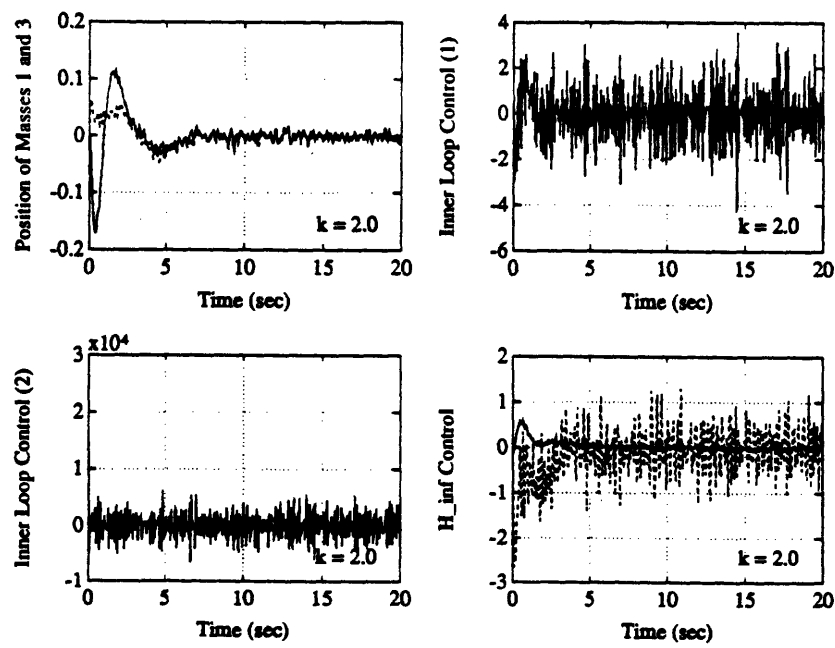 Position of Masses 1 and 3
0.2
0.1
0
-0.1
-0.2
k = 2.0
0 5 10 15 20
Time (sec)
Inner Loop Control (1)
4
2
0
-2
-4
-6
k = 2.0
0 5 10 15 20
Time (sec)
Inner Loop Control (2)
x10⁴
3
2
1
0
-1
k = 2.0
0 5 10 15 20
Time (sec)
H_inf Control
2
1
0
-1
-2
-3
k = 2.0
0 5 10 15 20
Time (sec)